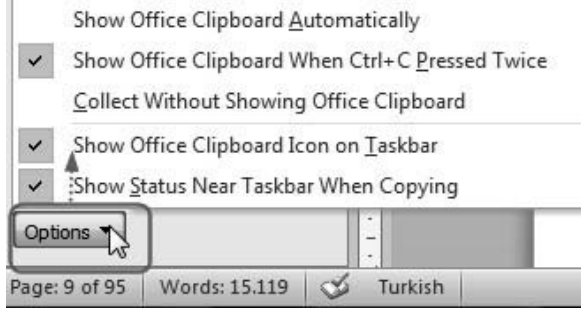 Show Office Clipboard Automatically
Show Office Clipboard When Ctrl+C Pressed Twice
Collect Without Showing Office Clipboard
Show Office Clipboard Icon on Taskbar
Show Status Near Taskbar When Copying
Options
Page: 9 of 95 Words: 15.119 Turkish